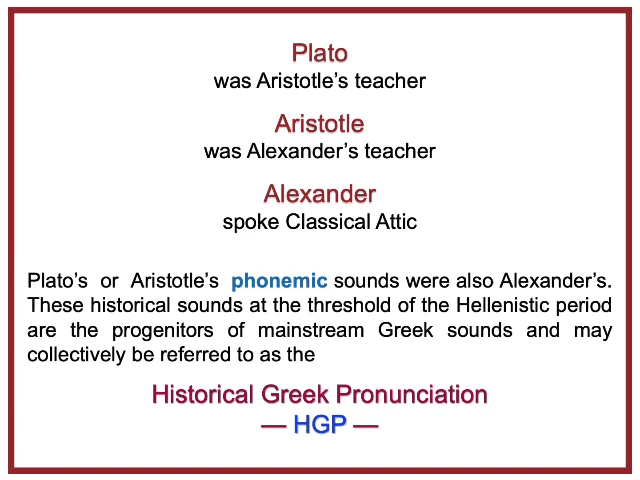 Plato
was Aristotle’s teacher
Aristotle
was Alexander’s teacher
Alexander
spoke Classical Attic
Plato’s or Aristotle’s phonemic sounds were also Alexander’s.
These historical sounds at the threshold of the Hellenistic period
are the progenitors of mainstream Greek sounds and may
collectively be referred to as the
Historical Greek Pronunciation
— HGP —